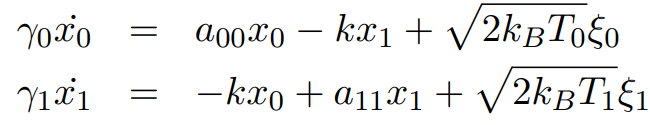 γ₀ẋ₀ = a₀₀x₀ − kx₁ + √(2k_BT₀)ξ₀
γ₁ẋ₁ = −kx₀ + a₁₁x₁ + √(2k_BT₁)ξ₁